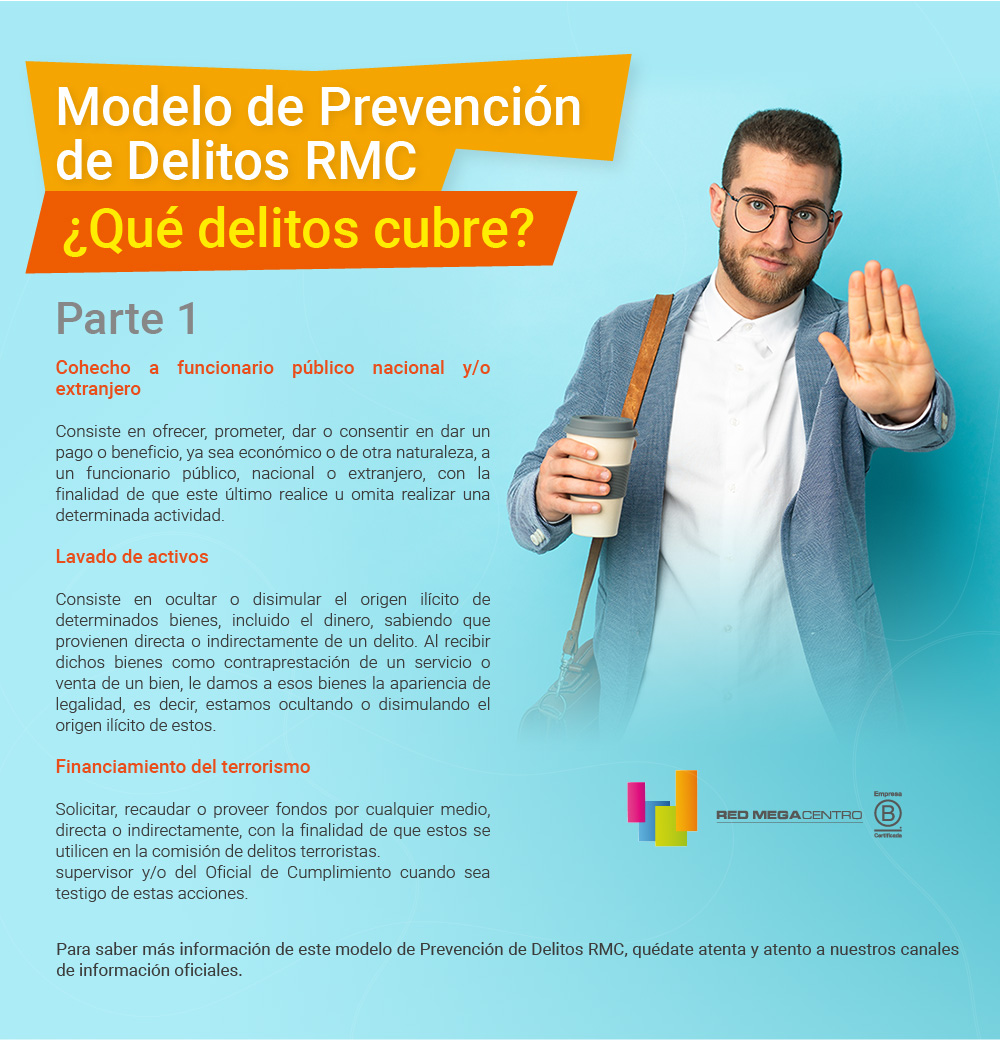 Modelo de Prevención
de Delitos RMC
¿Qué delitos cubre?
Parte 1
Cohecho a funcionario público nacional y/o
extranjero
Consiste en ofrecer, prometer, dar o consentir en dar un
pago o beneficio, ya sea económico o de otra naturaleza, a
un funcionario público, nacional o extranjero, con la
finalidad de que este último realice u omita realizar una
determinada actividad.
Lavado de activos
Consiste en ocultar o disimular el origen ilícito de
determinados bienes, incluido el dinero, sabiendo que
provienen directa o indirectamente de un delito. Al recibir
dichos bienes como contraprestación de un servicio o
venta de un bien, le damos a esos bienes la apariencia de
legalidad, es decir, estamos ocultando o disimulando el
origen ilícito de estos.
Financiamiento del terrorismo
Solicitar, recaudar o proveer fondos por cualquier medio,
directa o indirectamente, con la finalidad de que estos se
utilicen en la comisión de delitos terroristas.
supervisor y/o del Oficial de Cumplimiento cuando sea
testigo de estas acciones.
RED MEGACENTRO
Empresa
B
Certificada
Para saber más información de este modelo de Prevención de Delitos RMC, quédate atenta y atento a nuestros canales
de información oficiales.